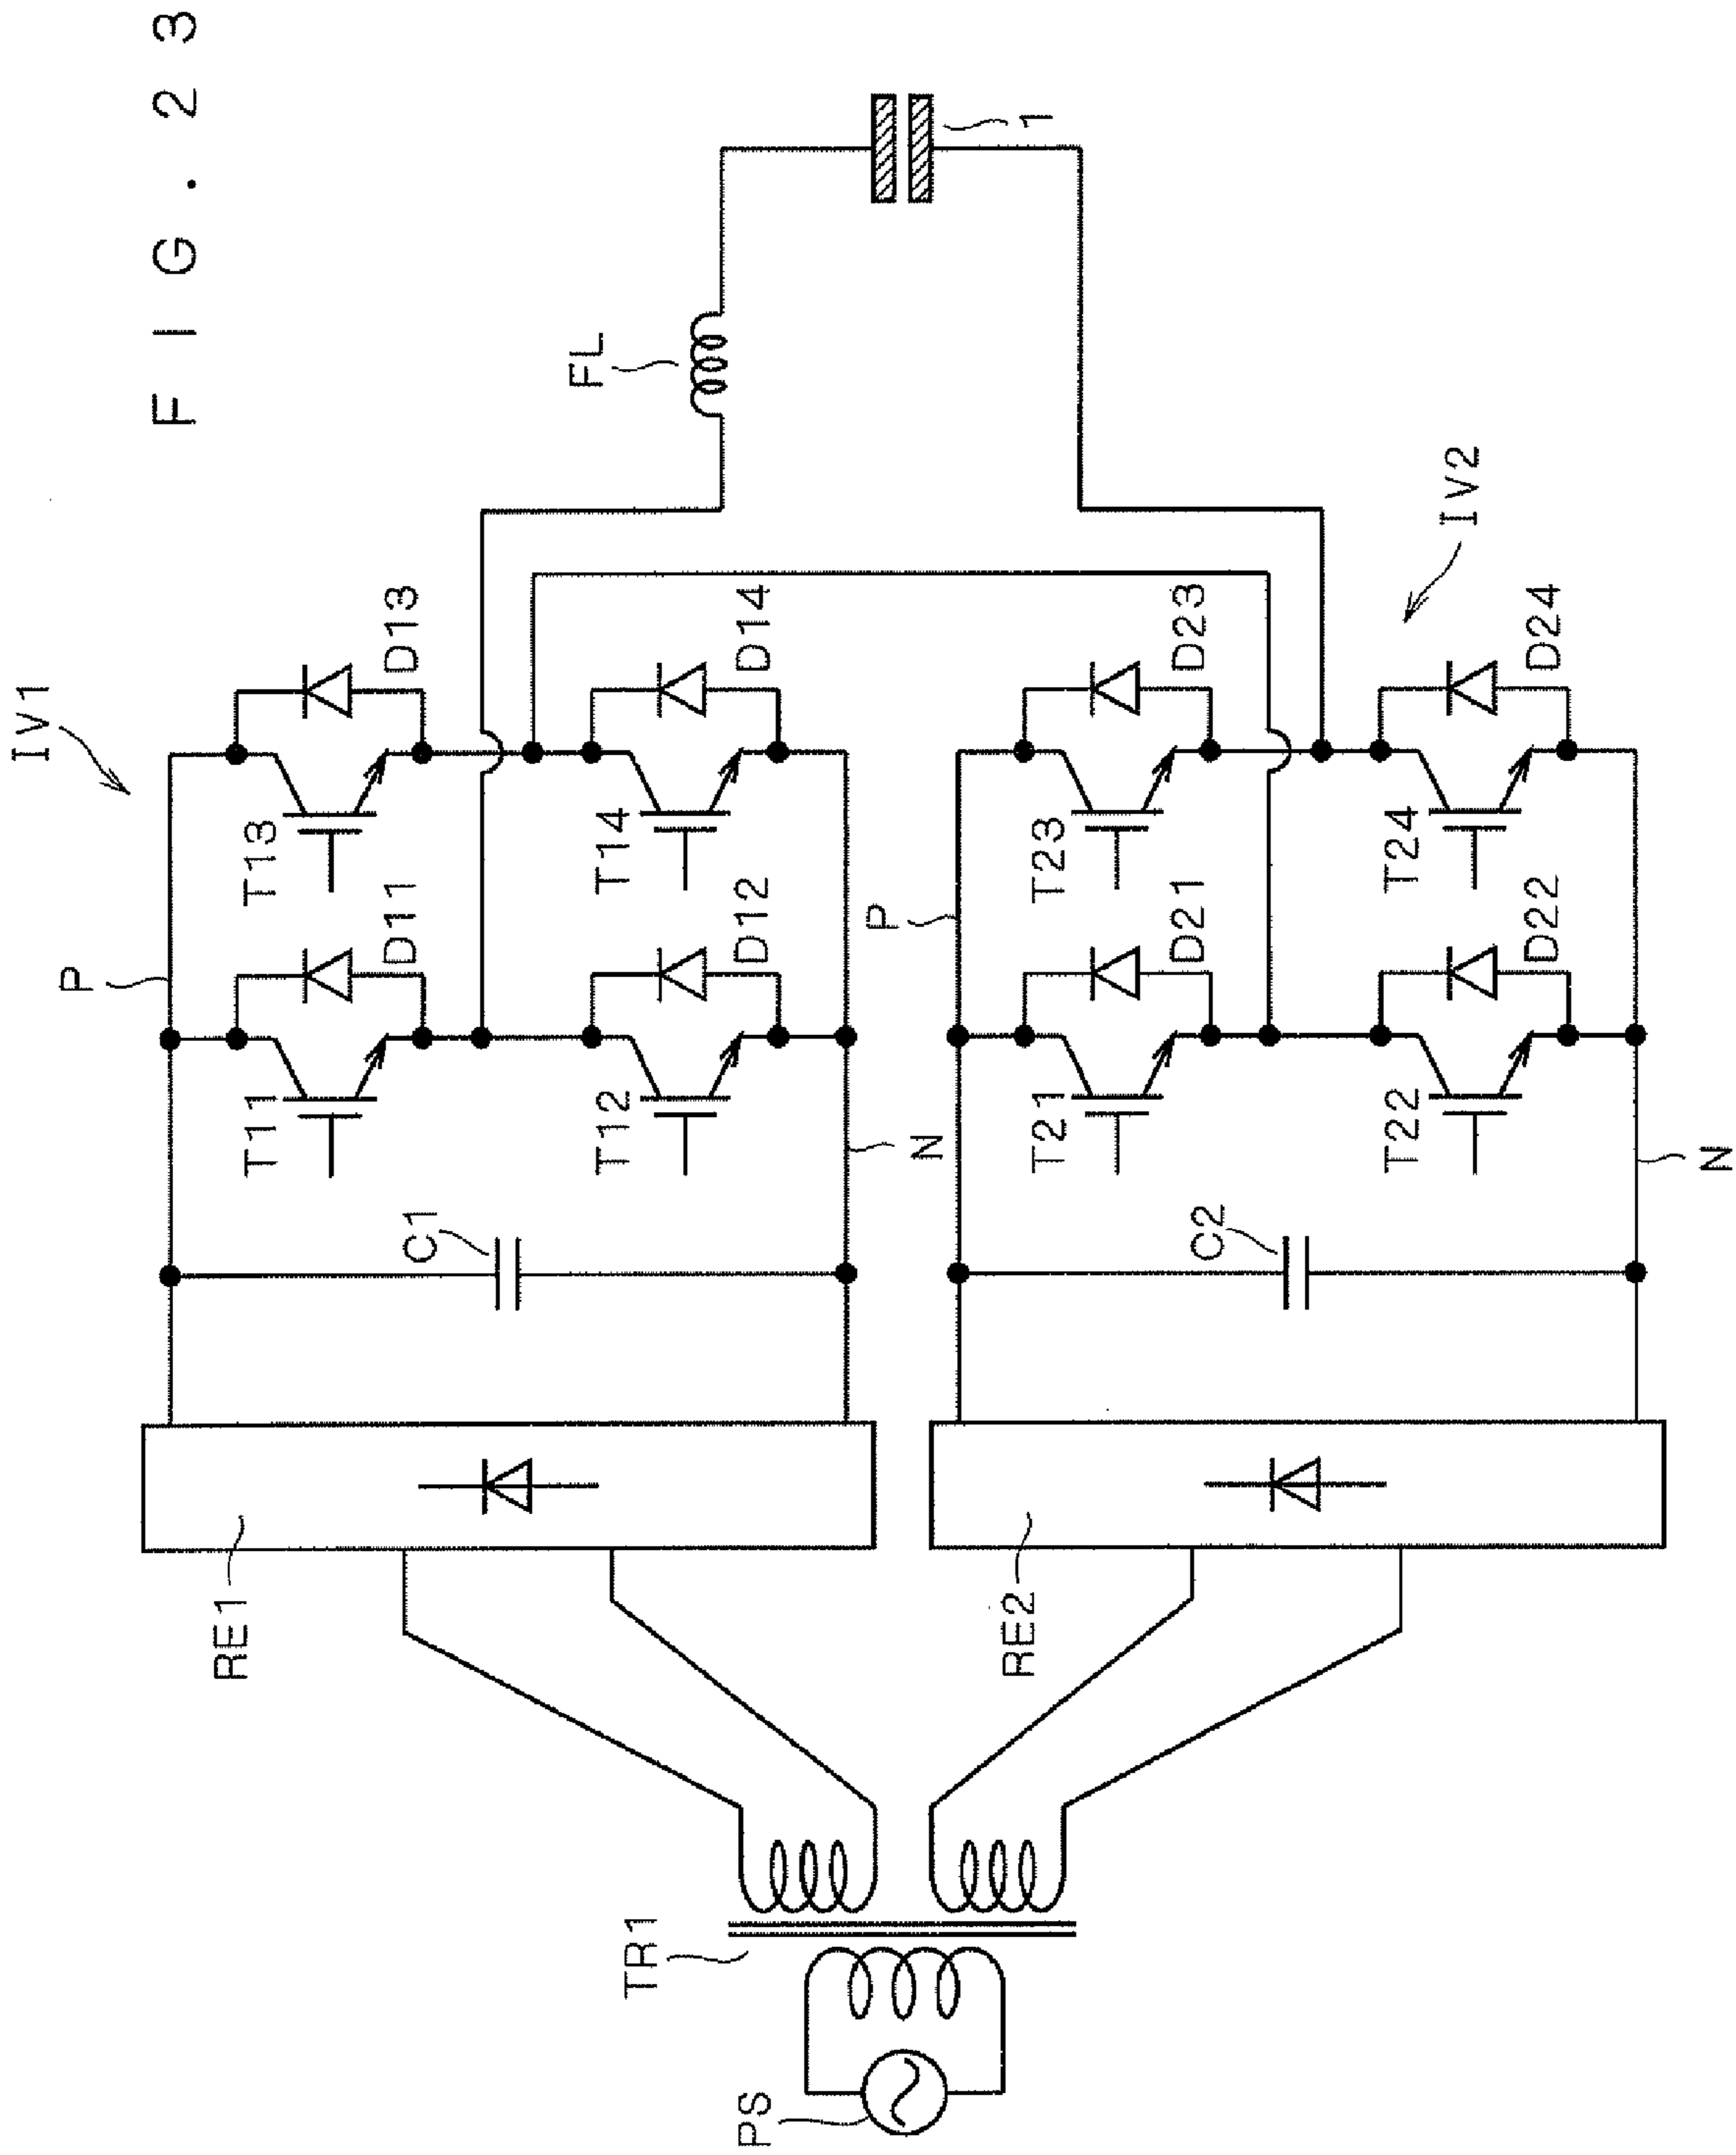 FIG. 23
IV1
P
T11
D11
T13
D13
C1
T12
D12
T14
D14
N
RE1
FL
1
TR1
PS
P
T21
D21
T23
D23
C2
T22
D22
T24
D24
N
RE2
IV2